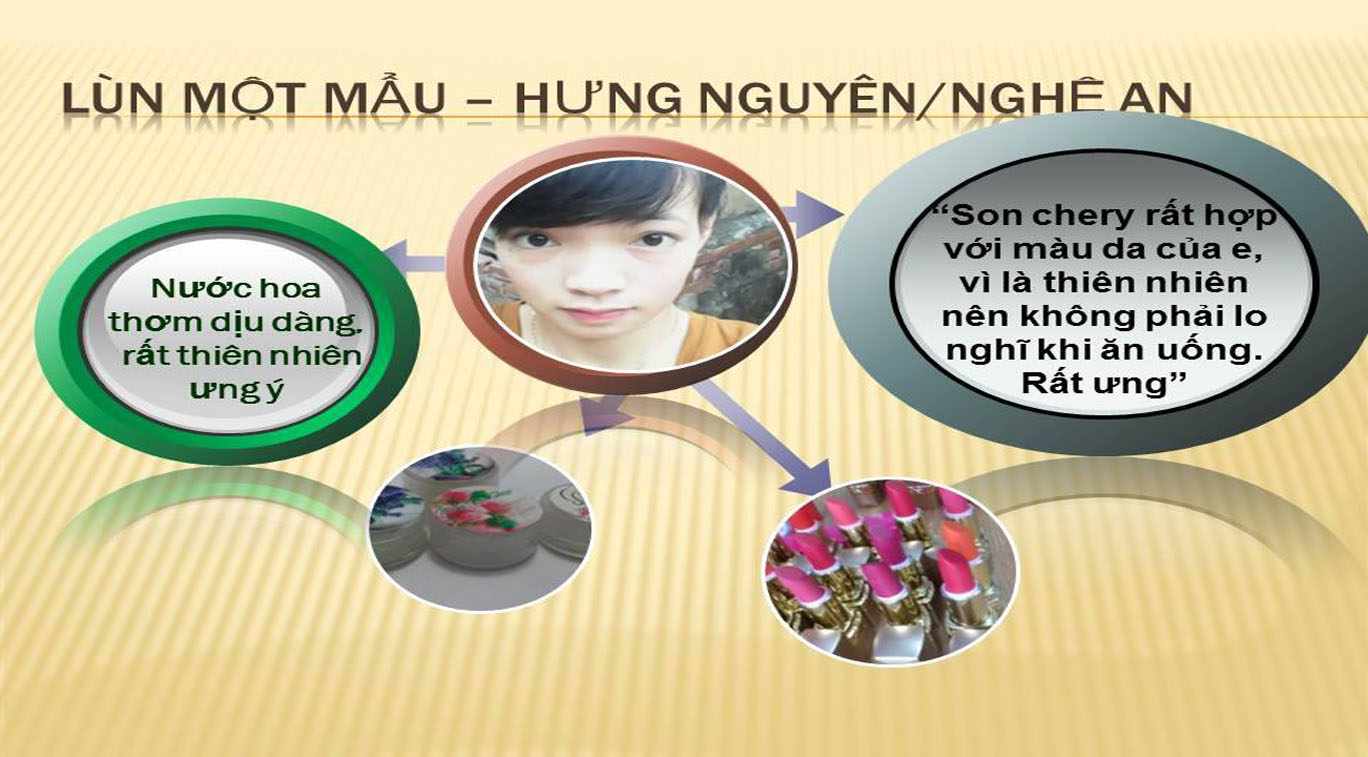 LÙN MỘT MẨU – HƯNG NGUYÊN/NGHỆ AN
Nước hoa
thơm dịu dàng,
rất thiên nhiên
ưng ý
“Son chery rất hợp
với màu da của e,
vì là thiên nhiên
nên không phải lo
nghĩ khi ăn uống.
Rất ưng”